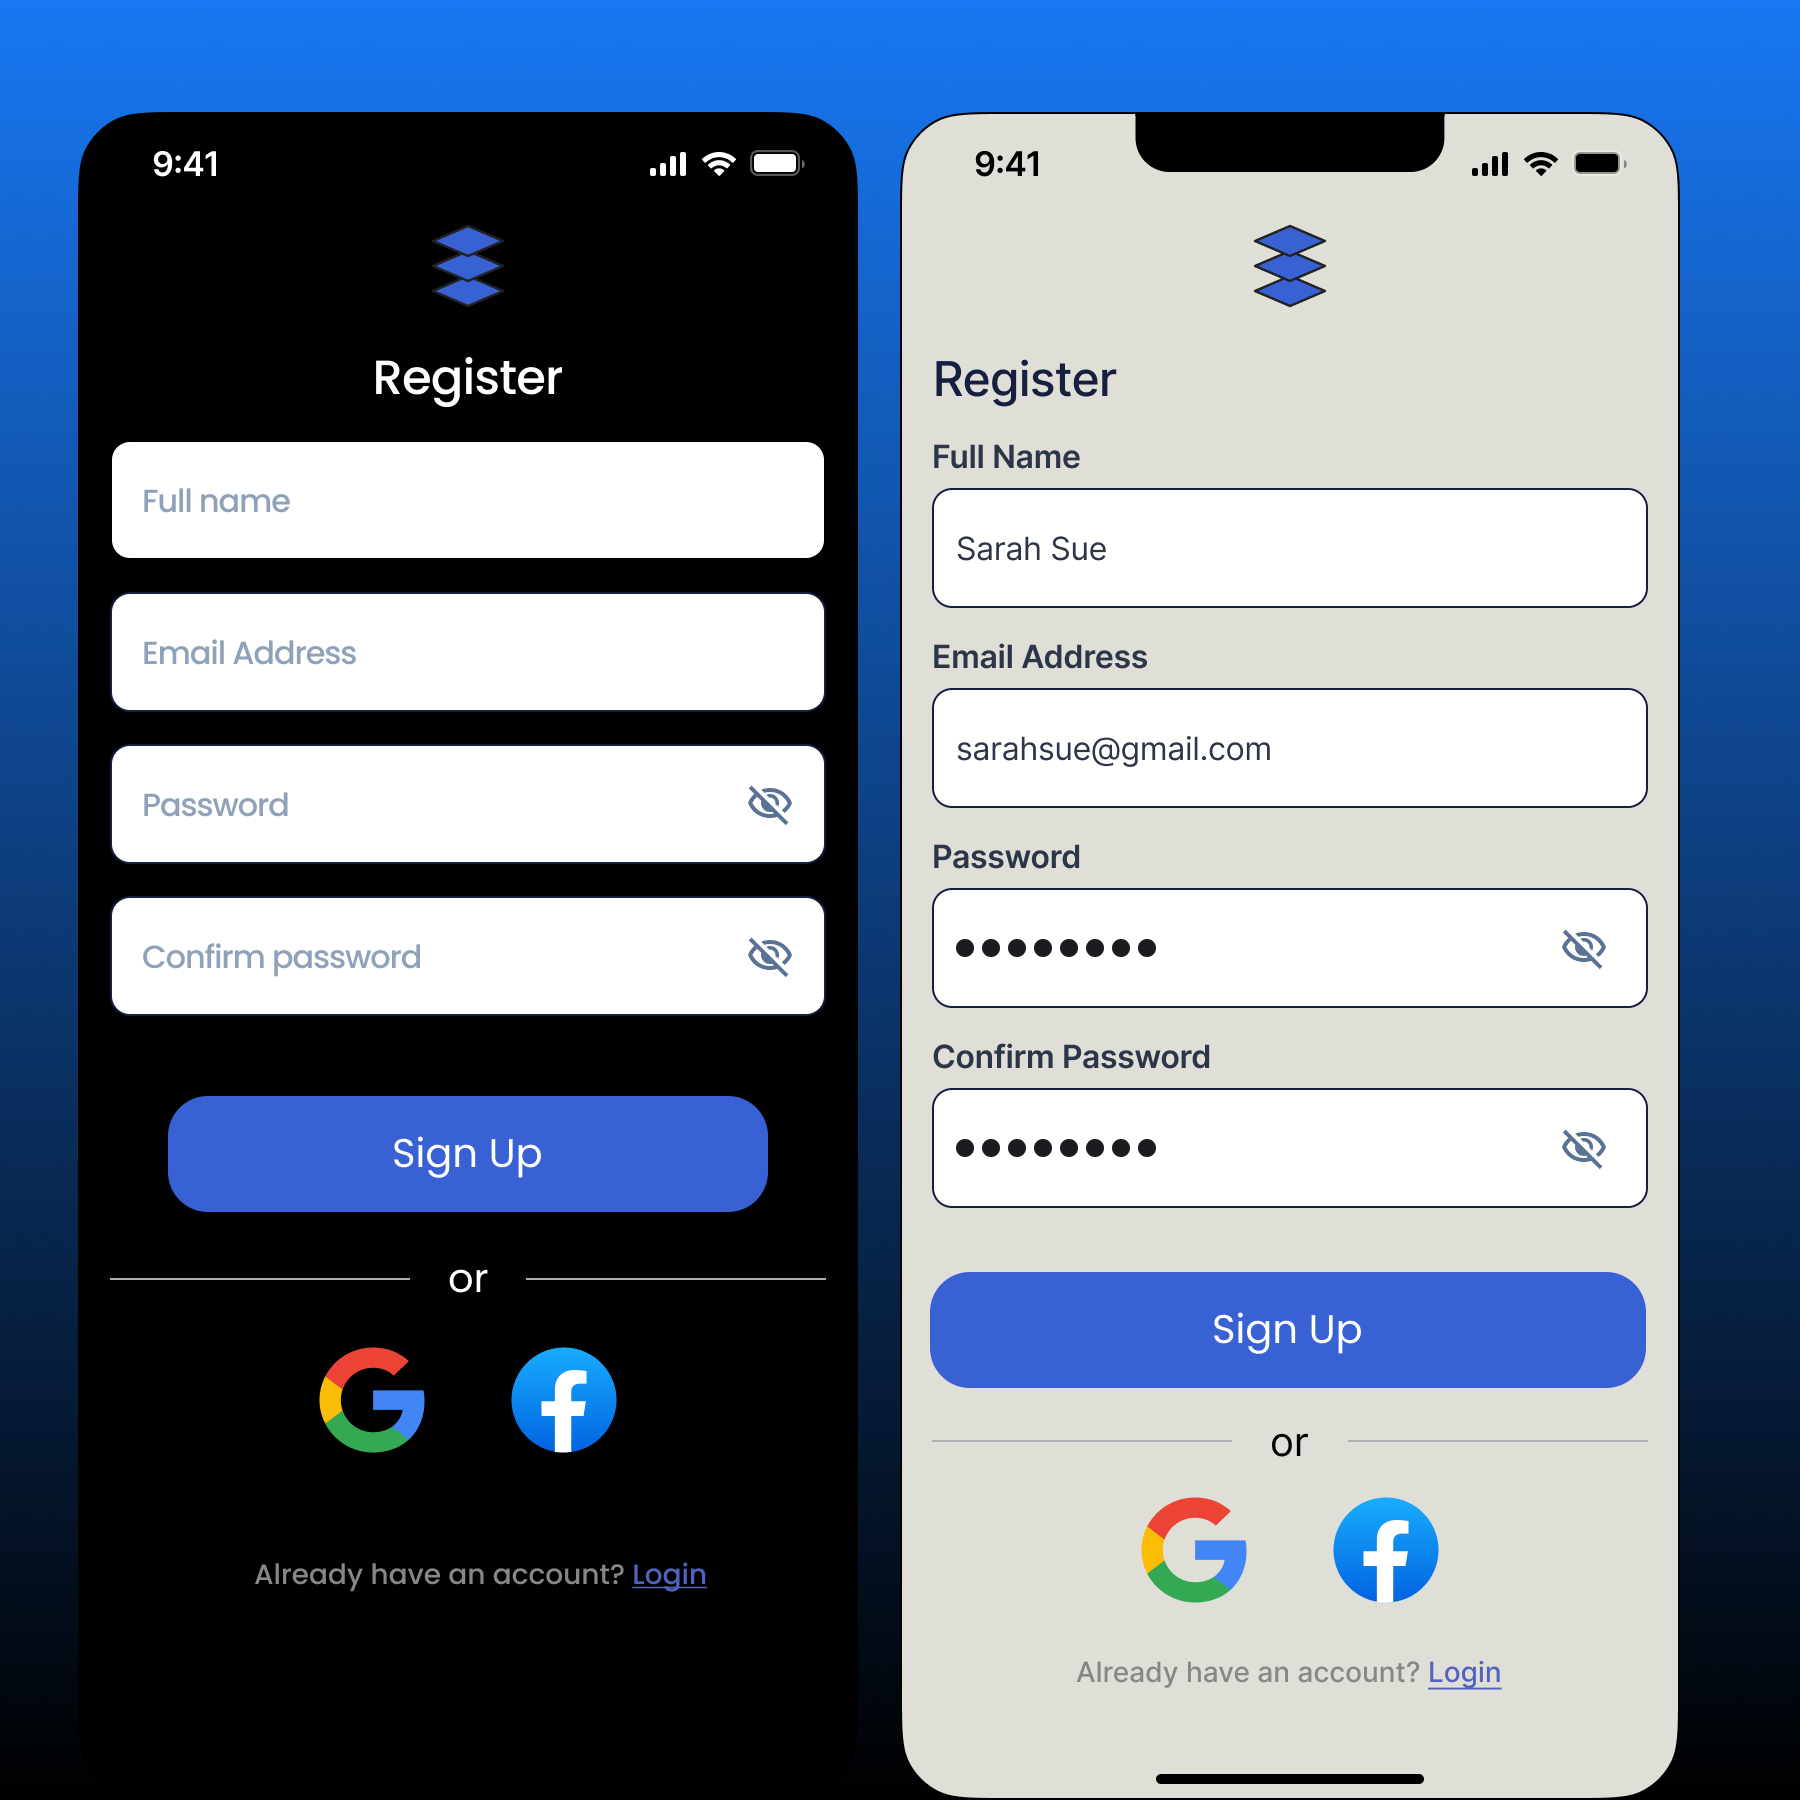 9:41
Register
Full name
Email Address
Password
Confirm password
Sign Up
or
Already have an account? Login
9:41
Register
Full Name
Sarah Sue
Email Address
sarahsue@gmail.com
Password
Confirm Password
Sign Up
or
Already have an account? Login